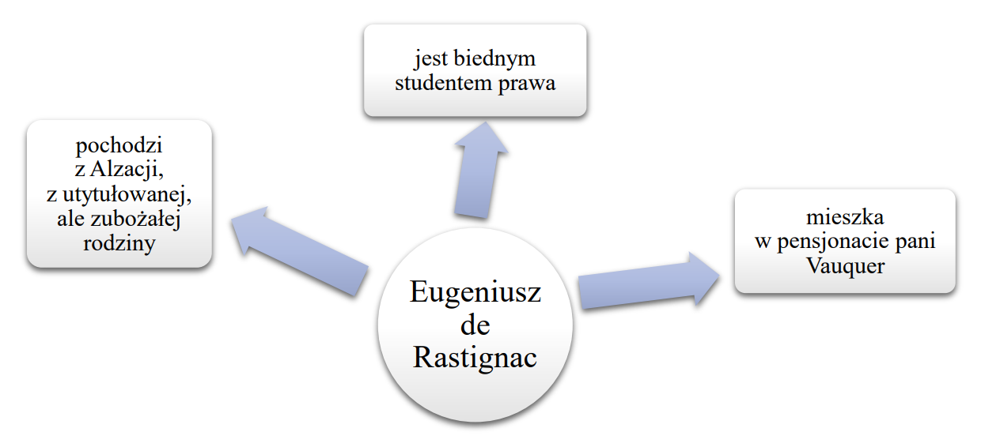 jest biednym
studentem prawa
pochodzi
z Alzacji,
z utytułowanej,
ale zubożałej
rodziny
mieszka
w pensjonacie pani
Vauquer
Eugeniusz
de
Rastignac